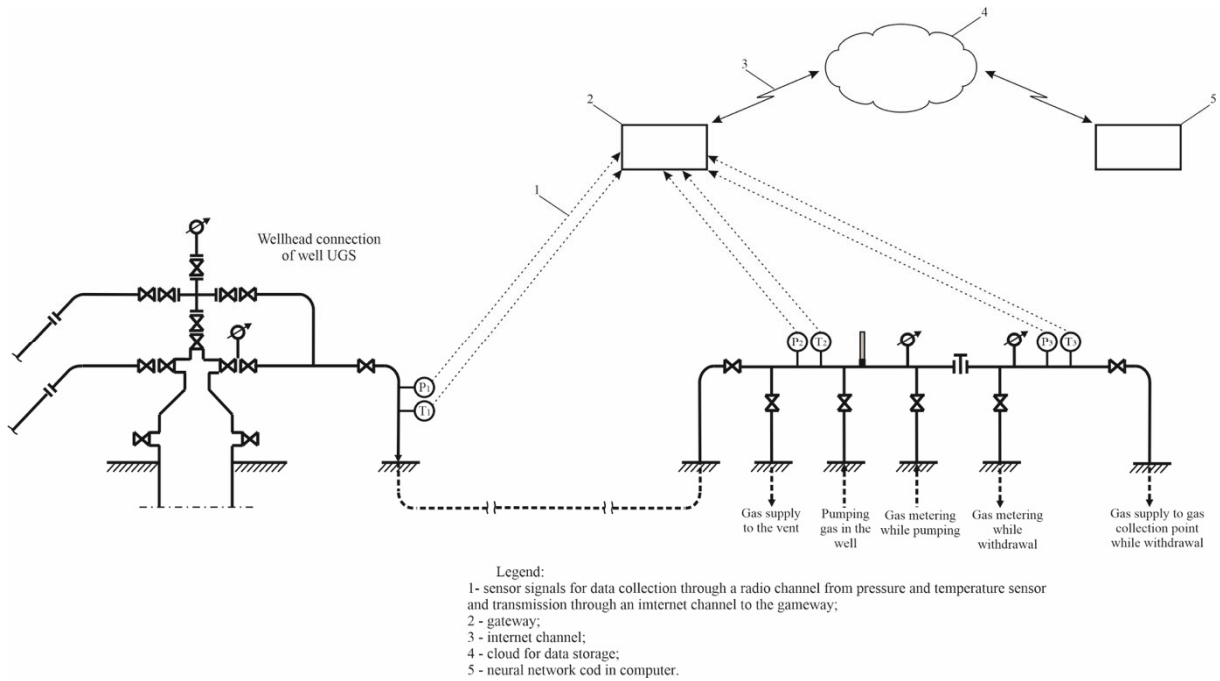 4
3
2
5
1
Wellhead connection
of well UGS
P1
T1
P2
T2
P3
T3
Gas supply
to the vent
Pumping
gas in the
well
Gas metering
while pumping
Gas metering
while
withdrawal
Gas supply to gas
collection point
while withdrawal
Legend:
1- sensor signals for data collection through a radio channel from pressure and temperature sensor
and transmission through an imternet channel to the gameway;
2 - gateway;
3 - internet channel;
4 - cloud for data storage;
5 - neural network cod in computer.